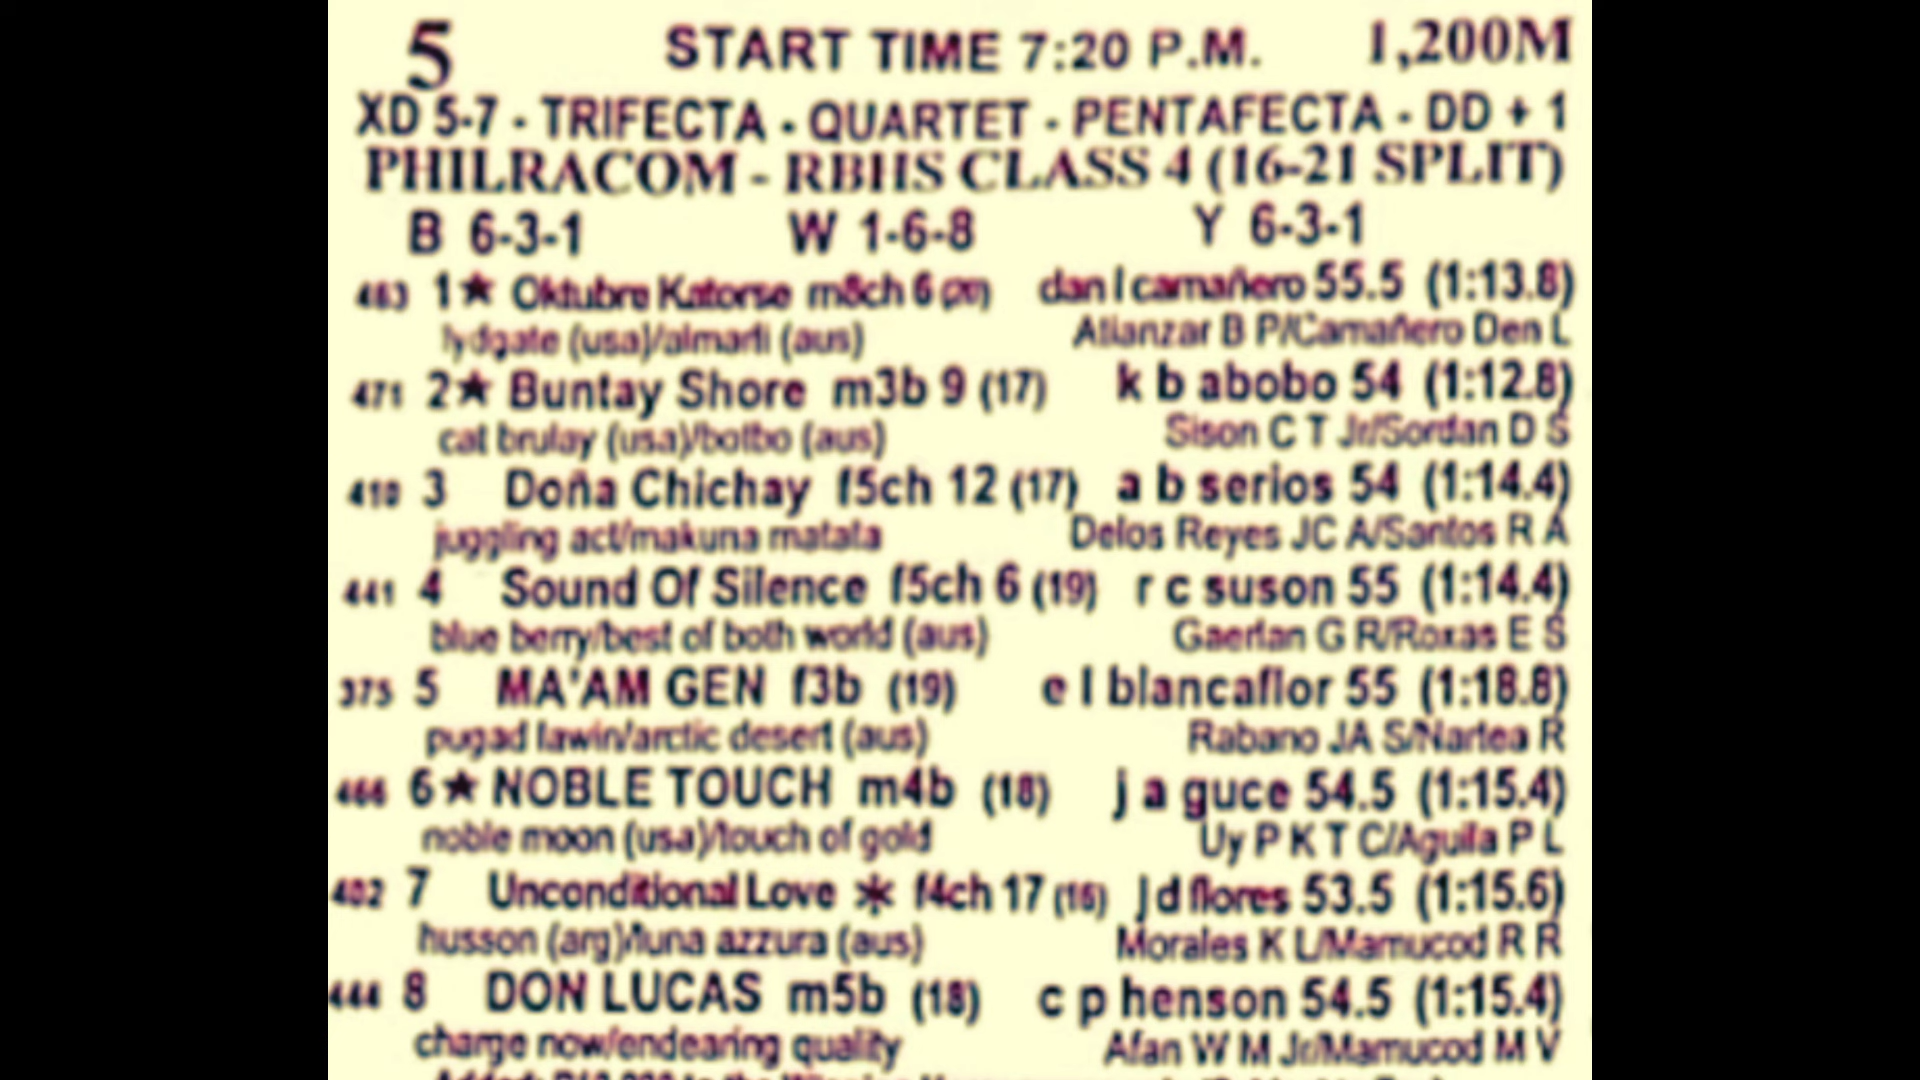 5 START TIME 7:20 P.M. 1,200M
XD 5-7 - TRIFECTA - QUARTET - PENTAFECTA - DD + 1
PHILRACOM - RBHS CLASS 4 (16-21 SPLIT)
B 6-3-1 W 1-6-8 Y 6-3-1
463 1★ Oktubre Katorse m8ch 6 (20) dan l camañero 55.5 (1:13.8)
lydgate (usa)/almarti (aus) Atianzar B P/Camañero Den L
471 2★ Buntay Shore m3b 9 (17) k b abobo 54 (1:12.8)
cat brulay (usa)/botbo (aus) Sison C T Jr/Sordan D S
410 3 Doña Chichay f5ch 12 (17) a b serios 54 (1:14.4)
juggling act/makuna matata Delos Reyes JC A/Santos R A
441 4 Sound Of Silence f5ch 6 (19) r c suson 55 (1:14.4)
blue berry/best of both world (aus) Gaerlan G R/Roxas E S
375 5 MA'AM GEN f3b (19) e l blancaflor 55 (1:18.8)
pugad lawin/arctic desert (aus) Rabano JA S/Nartea R
466 6★ NOBLE TOUCH m4b (18) j a guce 54.5 (1:15.4)
noble moon (usa)/touch of gold Uy P K T C/Aguila P L
402 7 Unconditional Love * f4ch 17 (16) j d flores 53.5 (1:15.6)
husson (arg)/luna azzura (aus) Morales K L/Mamucod R R
444 8 DON LUCAS m5b (18) c p henson 54.5 (1:15.4)
charge now/endearing quality Afan W M Jr/Mamucod M V